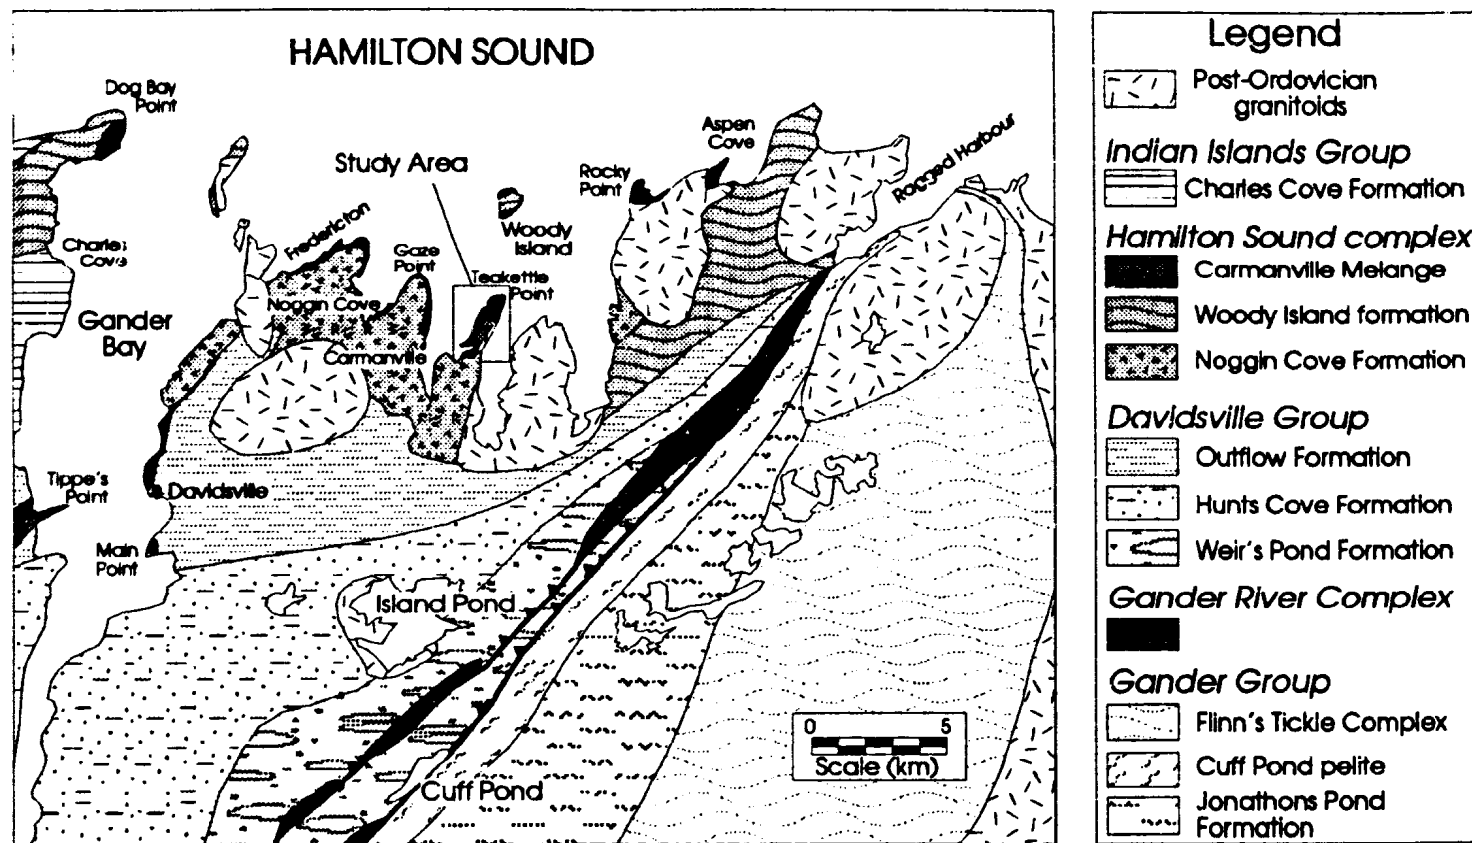 HAMILTON SOUND
Dog Bay
Point
Study Area
Aspen
Cove
Rocky
Point
Ragged Harbour
Woody
Island
Fredericton
Gaze
Point
Teakettle
Point
Charles
Cove
Noggin Cove
Gander
Bay
Carmanville
Tippe's
Point
Davidsville
Main
Point
Island Pond
Cuff Pond
0 5
Scale (km)
Legend
Post-Ordovician
granitoids
Indian Islands Group
Charles Cove Formation
Hamilton Sound complex
Carmanville Melange
Woody Island formation
Noggin Cove Formation
Davidsville Group
Outflow Formation
Hunts Cove Formation
Weir's Pond Formation
Gander River Complex
Gander Group
Flinn's Tickle Complex
Cuff Pond pelite
Jonathons Pond
Formation